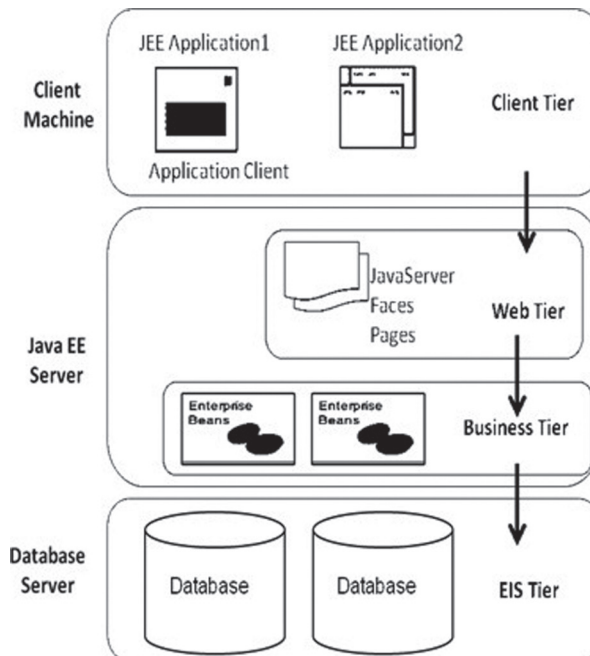 JEE Application1
JEE Application2
Client
Machine
Client Tier
Application Client
JavaServer
Faces
Pages
Web Tier
Java EE
Server
Enterprise
Beans
Enterprise
Beans
Business Tier
Database
Server
Database
Database
EIS Tier